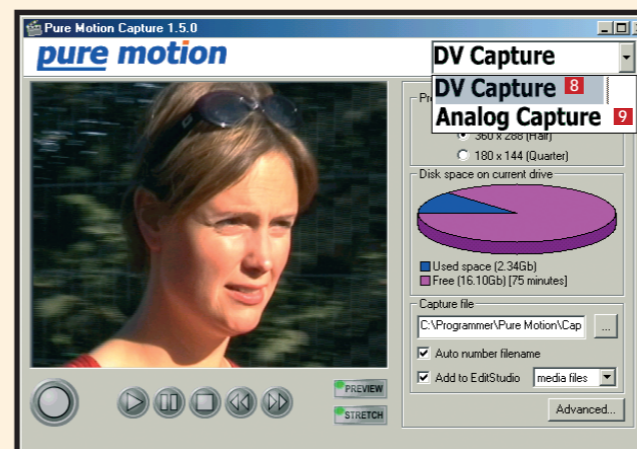 Pure Motion Capture 1.5.0
pure motion
DV Capture
DV Capture 8
Analog Capture 9
360 x 288 (Half)
180 x 144 (Quarter)
Disk space on current drive
Used space (2.34Gb)
Free (16.10Gb) [75 minutes]
Capture file
C:\Programmer\Pure Motion\Cap
...
Auto number filename
Add to EditStudio media files
Advanced...
PREVIEW
STRETCH